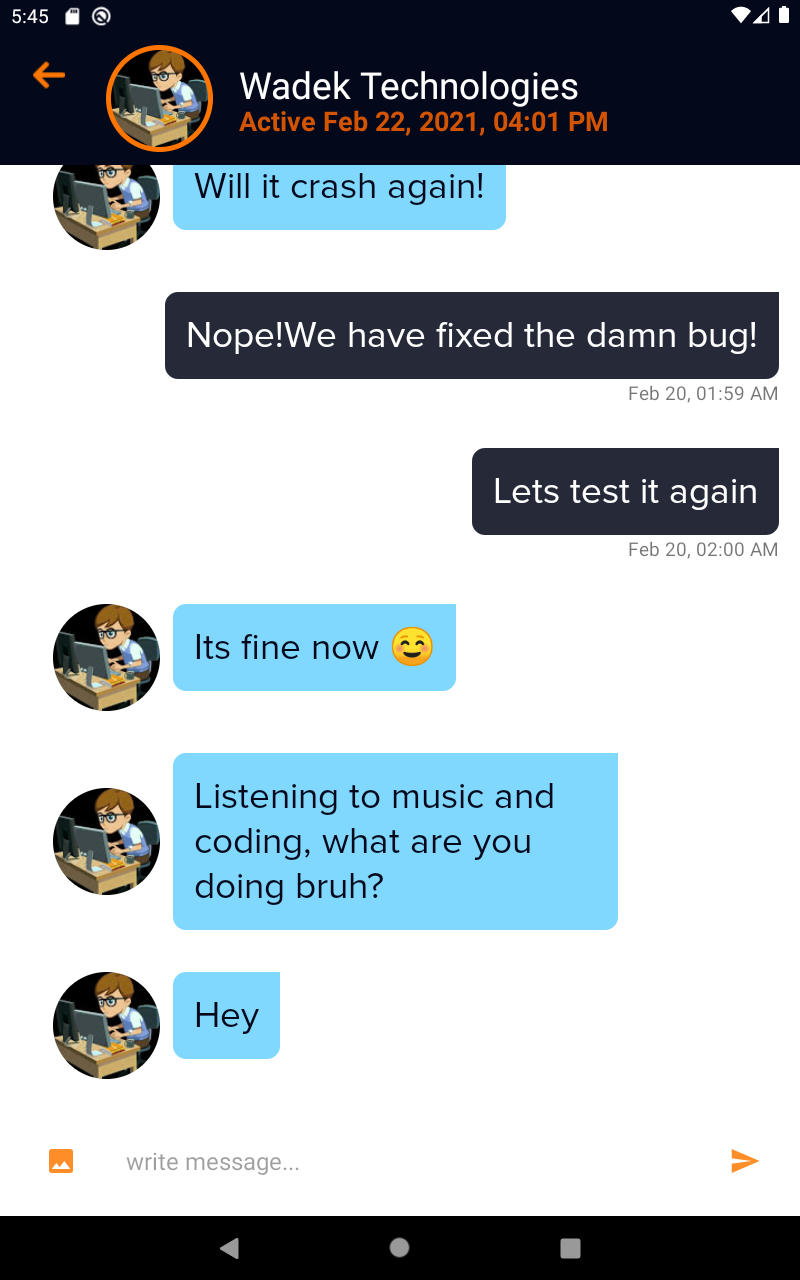 5:45
Wadek Technologies
Active Feb 22, 2021, 04:01 PM
Will it crash again!
Nope!We have fixed the damn bug!
Feb 20, 01:59 AM
Lets test it again
Feb 20, 02:00 AM
Its fine now ☺️
Listening to music and
coding, what are you
doing bruh?
Hey
write message...